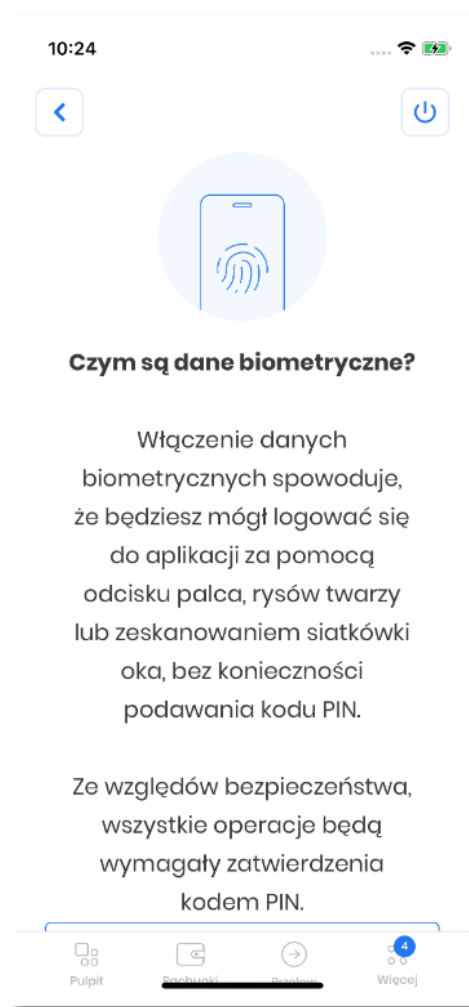 10:24
Czym są dane biometryczne?
Włączenie danych
biometrycznych spowoduje,
że będziesz mógł logować się
do aplikacji za pomocą
odcisku palca, rysów twarzy
lub zeskanowaniem siatkówki
oka, bez konieczności
podawania kodu PIN.
Ze względów bezpieczeństwa,
wszystkie operacje będą
wymagały zatwierdzenia
kodem PIN.
4
Pulpit Rachunki Przelew Więcej